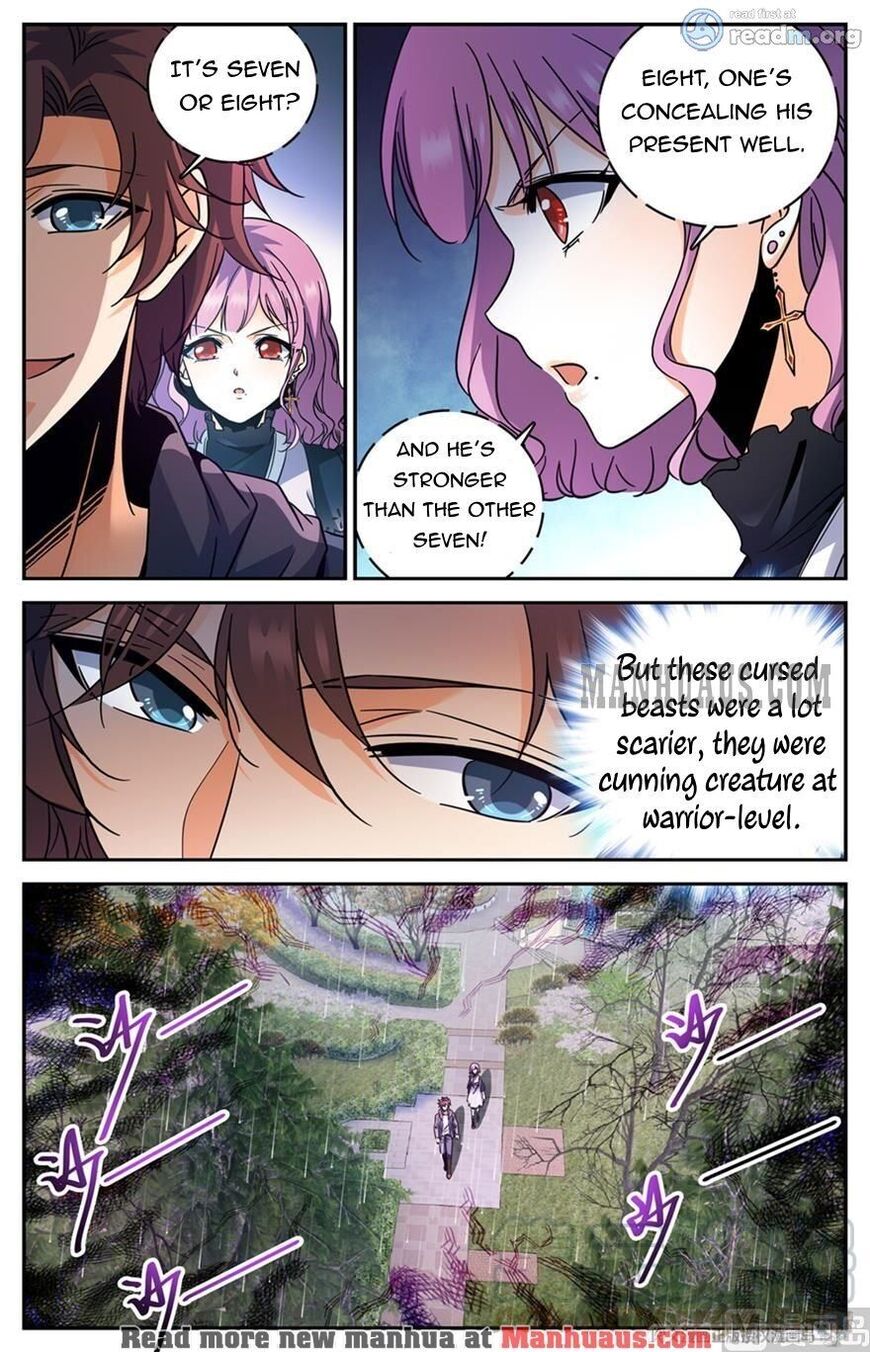 read first at
readm.org
IT'S SEVEN
OR EIGHT?
EIGHT, ONE'S
CONCEALING HIS
PRESENT WELL.
AND HE'S
STRONGER
THAN THE OTHER
SEVEN!
MANHUAUS.COM
But these cursed
beasts were a lot
scarier, they were
cunning creature at
warrior-level.
Read more new manhua at Manhuaus.com